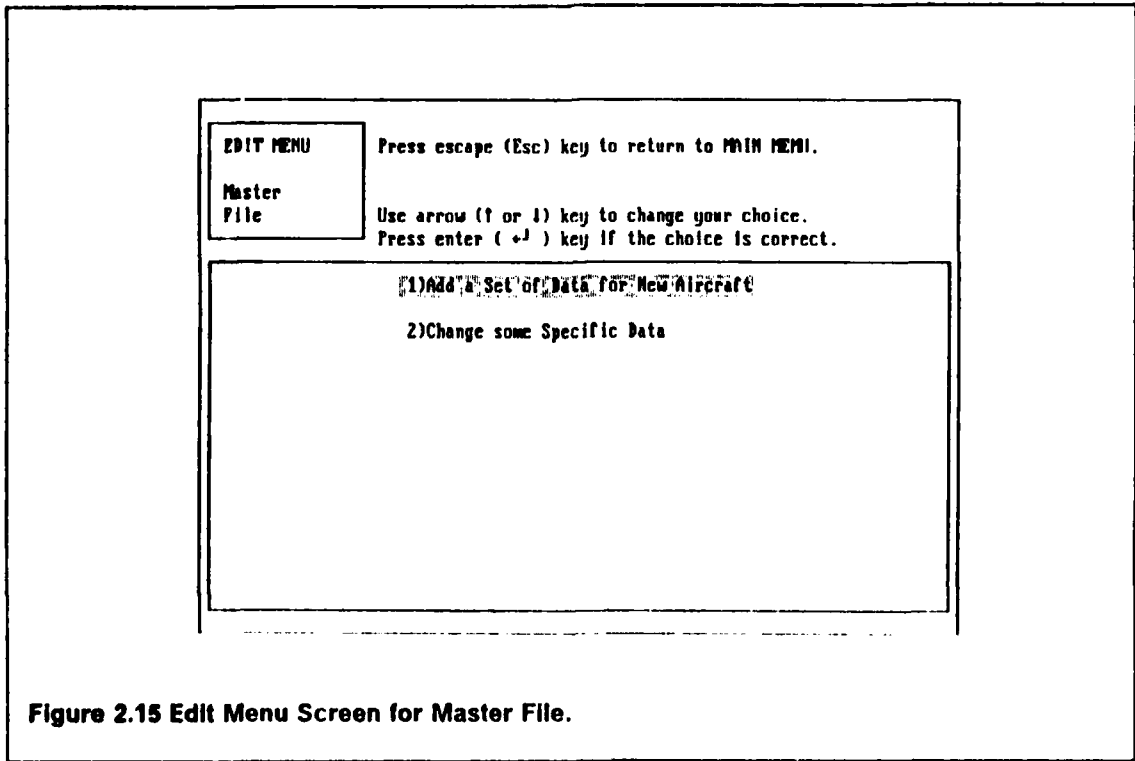 EDIT MENU
Press escape (Esc) key to return to MAIN MENU.
Master
File
Use arrow (↑ or ↓) key to change your choice.
Press enter ( ↵ ) key if the choice is correct.
1)Add a Set of Data for New Aircraft
2)Change some Specific Data
Figure 2.15 Edit Menu Screen for Master File.